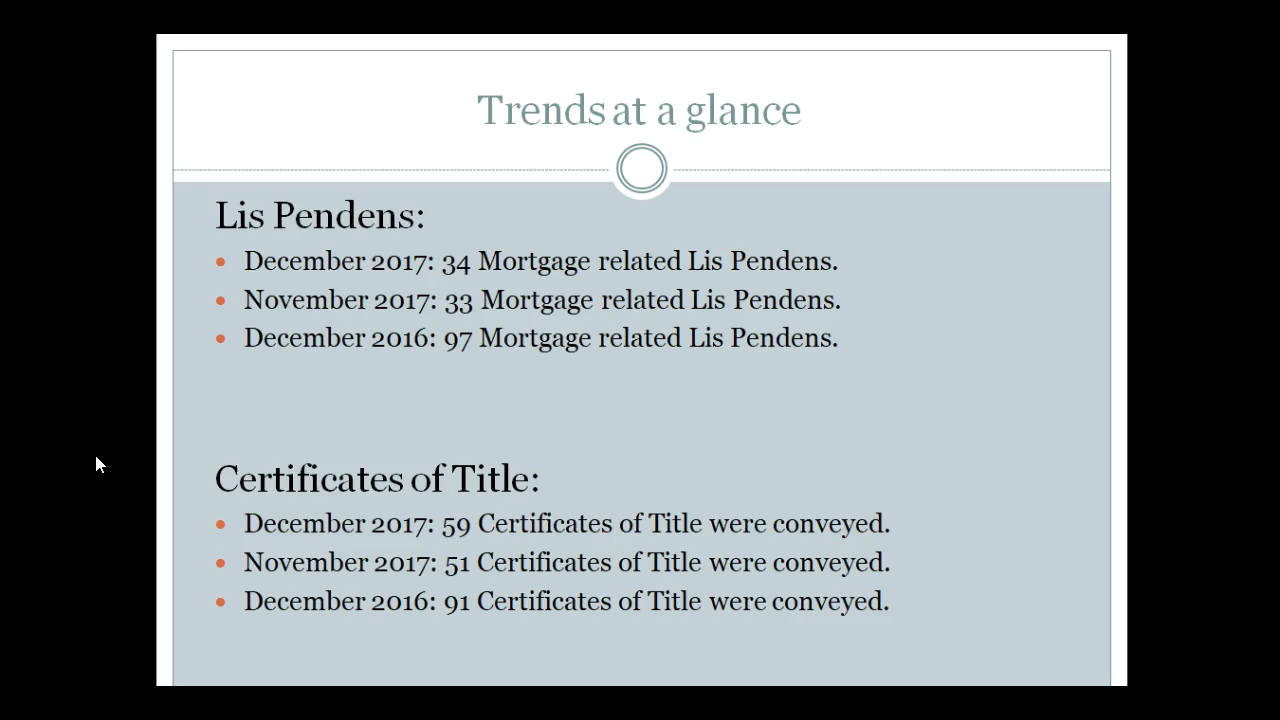 Trends at a glance
Lis Pendens:
• December 2017: 34 Mortgage related Lis Pendens.
• November 2017: 33 Mortgage related Lis Pendens.
• December 2016: 97 Mortgage related Lis Pendens.
Certificates of Title:
• December 2017: 59 Certificates of Title were conveyed.
• November 2017: 51 Certificates of Title were conveyed.
• December 2016: 91 Certificates of Title were conveyed.